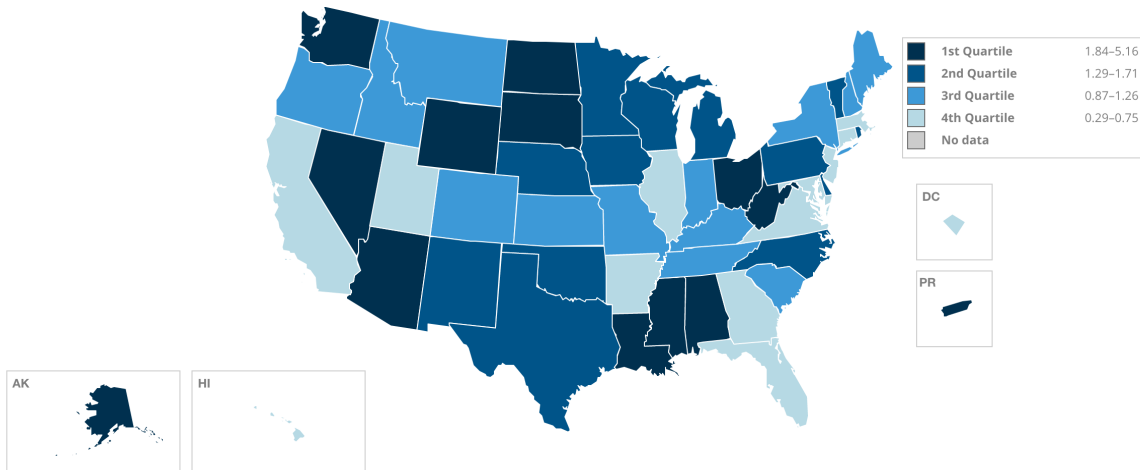 1st Quartile 1.84–5.16
2nd Quartile 1.29–1.71
3rd Quartile 0.87–1.26
4th Quartile 0.29–0.75
No data
DC
PR
AK
HI